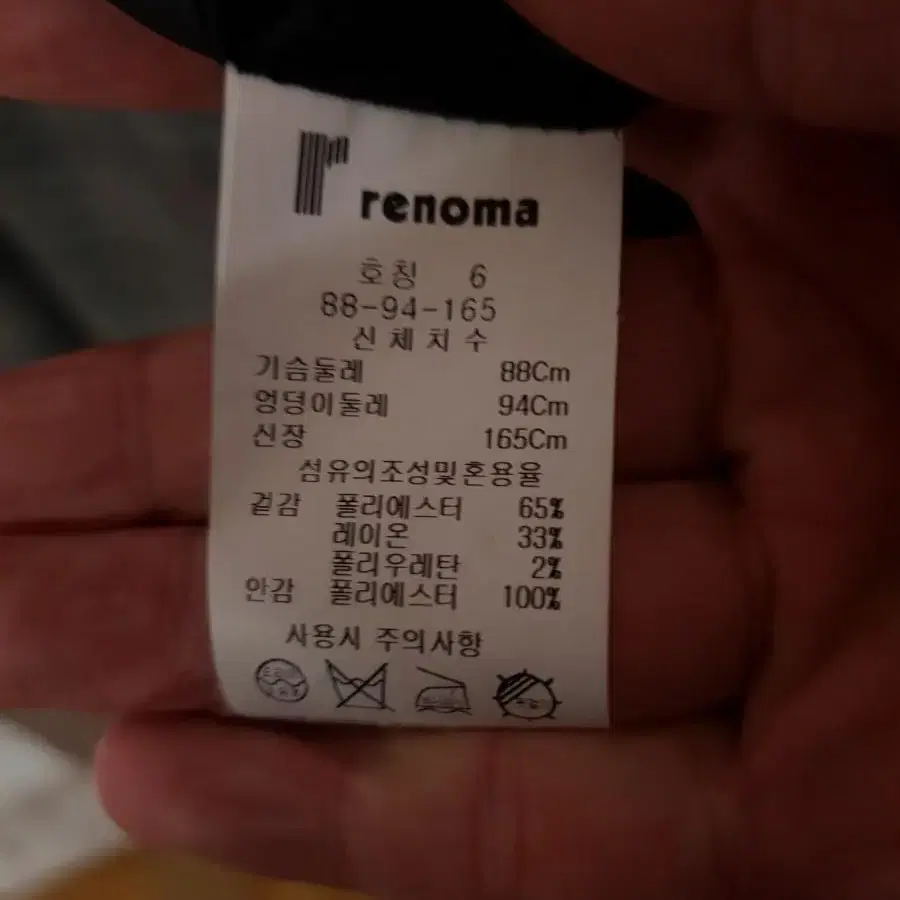 renoma
호칭 6
88-94-165
신체치수
가슴둘레 88Cm
엉덩이둘레 94Cm
신장 165Cm
섬유의조성및혼용율
겉감 폴리에스터 65%
레이온 33%
폴리우레탄 2%
안감 폴리에스터 100%
사용시 주의사항